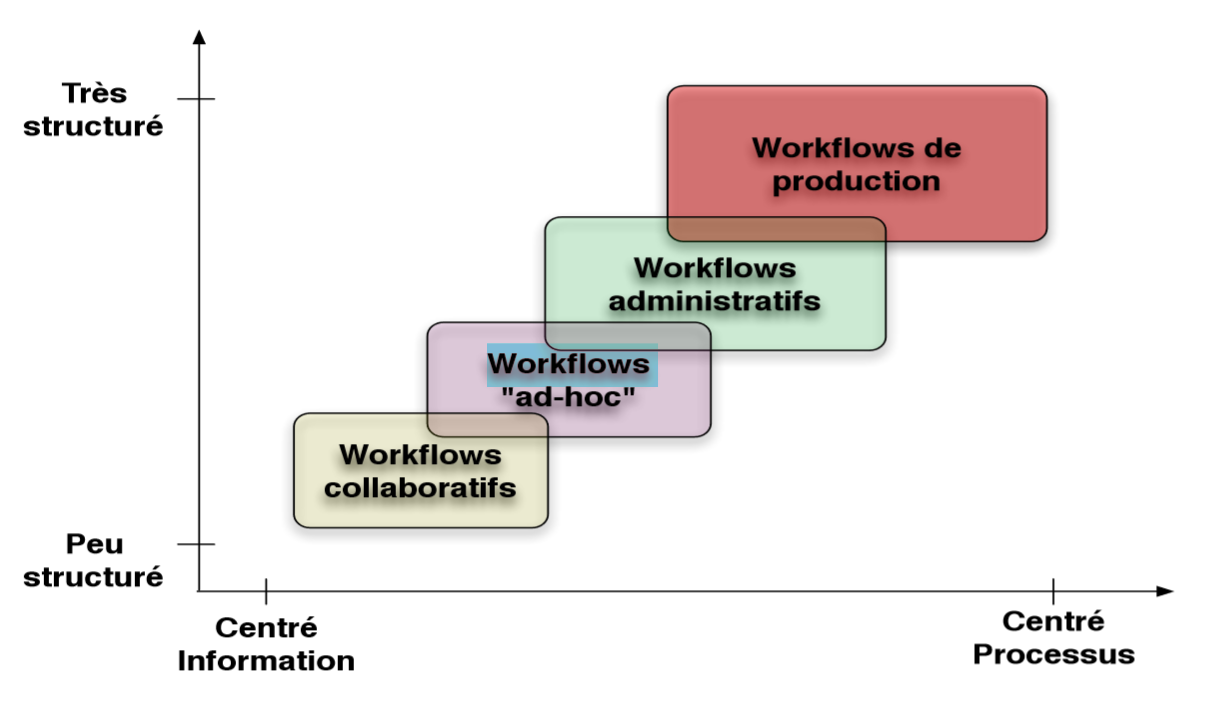 Très
structuré
Workflows de
production
Workflows
administratifs
Workflows
"ad-hoc"
Workflows
collaboratifs
Peu
structuré
Centré
Information
Centré
Processus